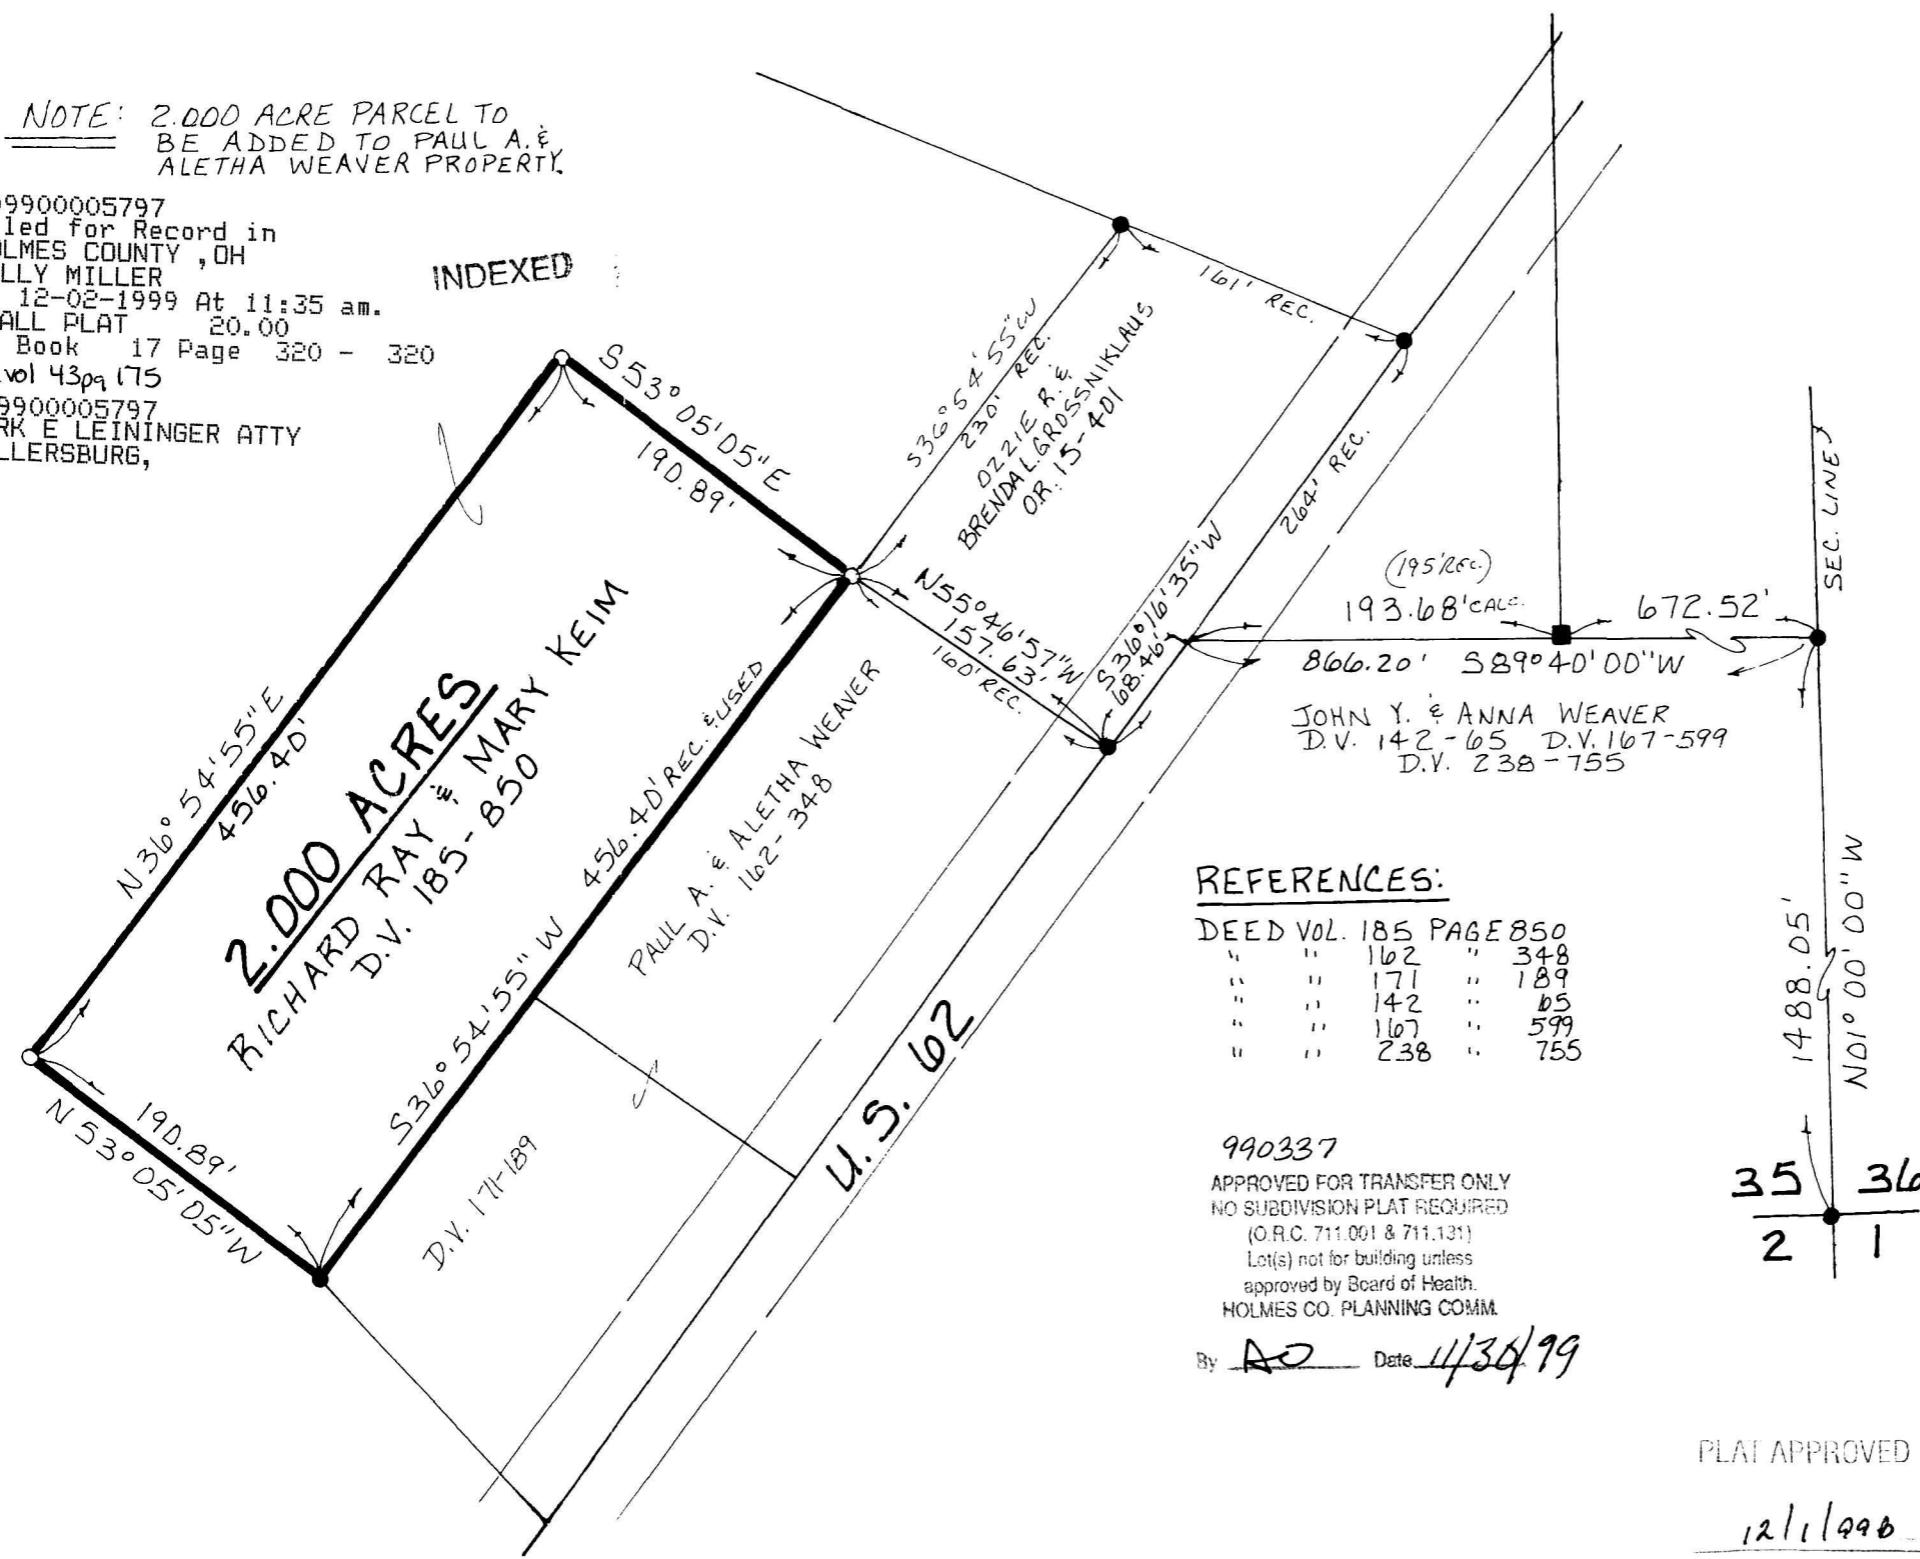 NOTE: 2.000 ACRE PARCEL TO
BE ADDED TO PAUL A. &
ALETHA WEAVER PROPERTY.
9900005797
led for Record in
LMES COUNTY ,OH
LLY MILLER
12-02-1999 At 11:35 am.
ALL PLAT 20.00
Book 17 Page 320 - 320
vol 43pg 175
9900005797
RK E LEININGER ATTY
LLERSBURG,
INDEXED
S 53° 05' 05" E
190.89'
N 36° 54' 55" E
456.40'
2.000 ACRES
RICHARD RAY & MARY KEIM
D.V. 185-850
S36° 54' 55" W 456.40' REC. & USED
190.89'
N 53° 05' 05" W
S36° 54' 55" W
230' REC.
OZZIE R. &
BRENDA L. GROSSNIKLAUS
O.R. 15-401
161' REC.
264' REC.
N55° 46' 57" W
157.63'
160' REC.
S36° 16' 35" W
68.46'
PAUL A. & ALETHA WEAVER
D.V. 162-348
D.V. 171-189
U.S. 62
(195' REC.)
193.68' CALC. 672.52'
866.20' S89° 40' 00" W
JOHN Y. & ANNA WEAVER
D.V. 142-65 D.V. 167-599
D.V. 238-755
SEC. LINE
1488.05'
N01° 00' 00" W
35 36
2 1
REFERENCES:
DEED VOL. 185 PAGE 850
" " 162 " 348
" " 171 " 189
" " 142 " 65
" " 167 " 599
" " 238 " 755
990337
APPROVED FOR TRANSFER ONLY
NO SUBDIVISION PLAT REQUIRED
(O.R.C. 711.001 & 711.131)
Lot(s) not for building unless
approved by Board of Health.
HOLMES CO. PLANNING COMM.
By AO Date 11/30/99
PLAT APPROVED
12/1/99